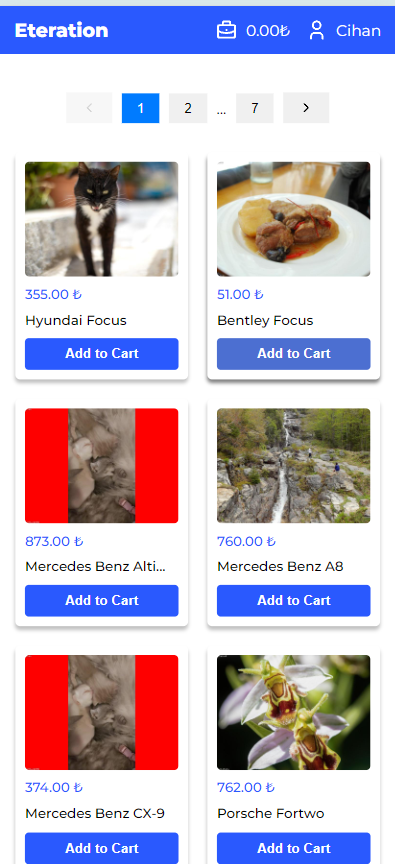 Eteration 0.00₺ Cihan
1 2 ... 7
355.00 ₺ 51.00 ₺
Hyundai Focus Bentley Focus
Add to Cart Add to Cart
873.00 ₺ 760.00 ₺
Mercedes Benz Alti... Mercedes Benz A8
Add to Cart Add to Cart
374.00 ₺ 762.00 ₺
Mercedes Benz CX-9 Porsche Fortwo
Add to Cart Add to Cart